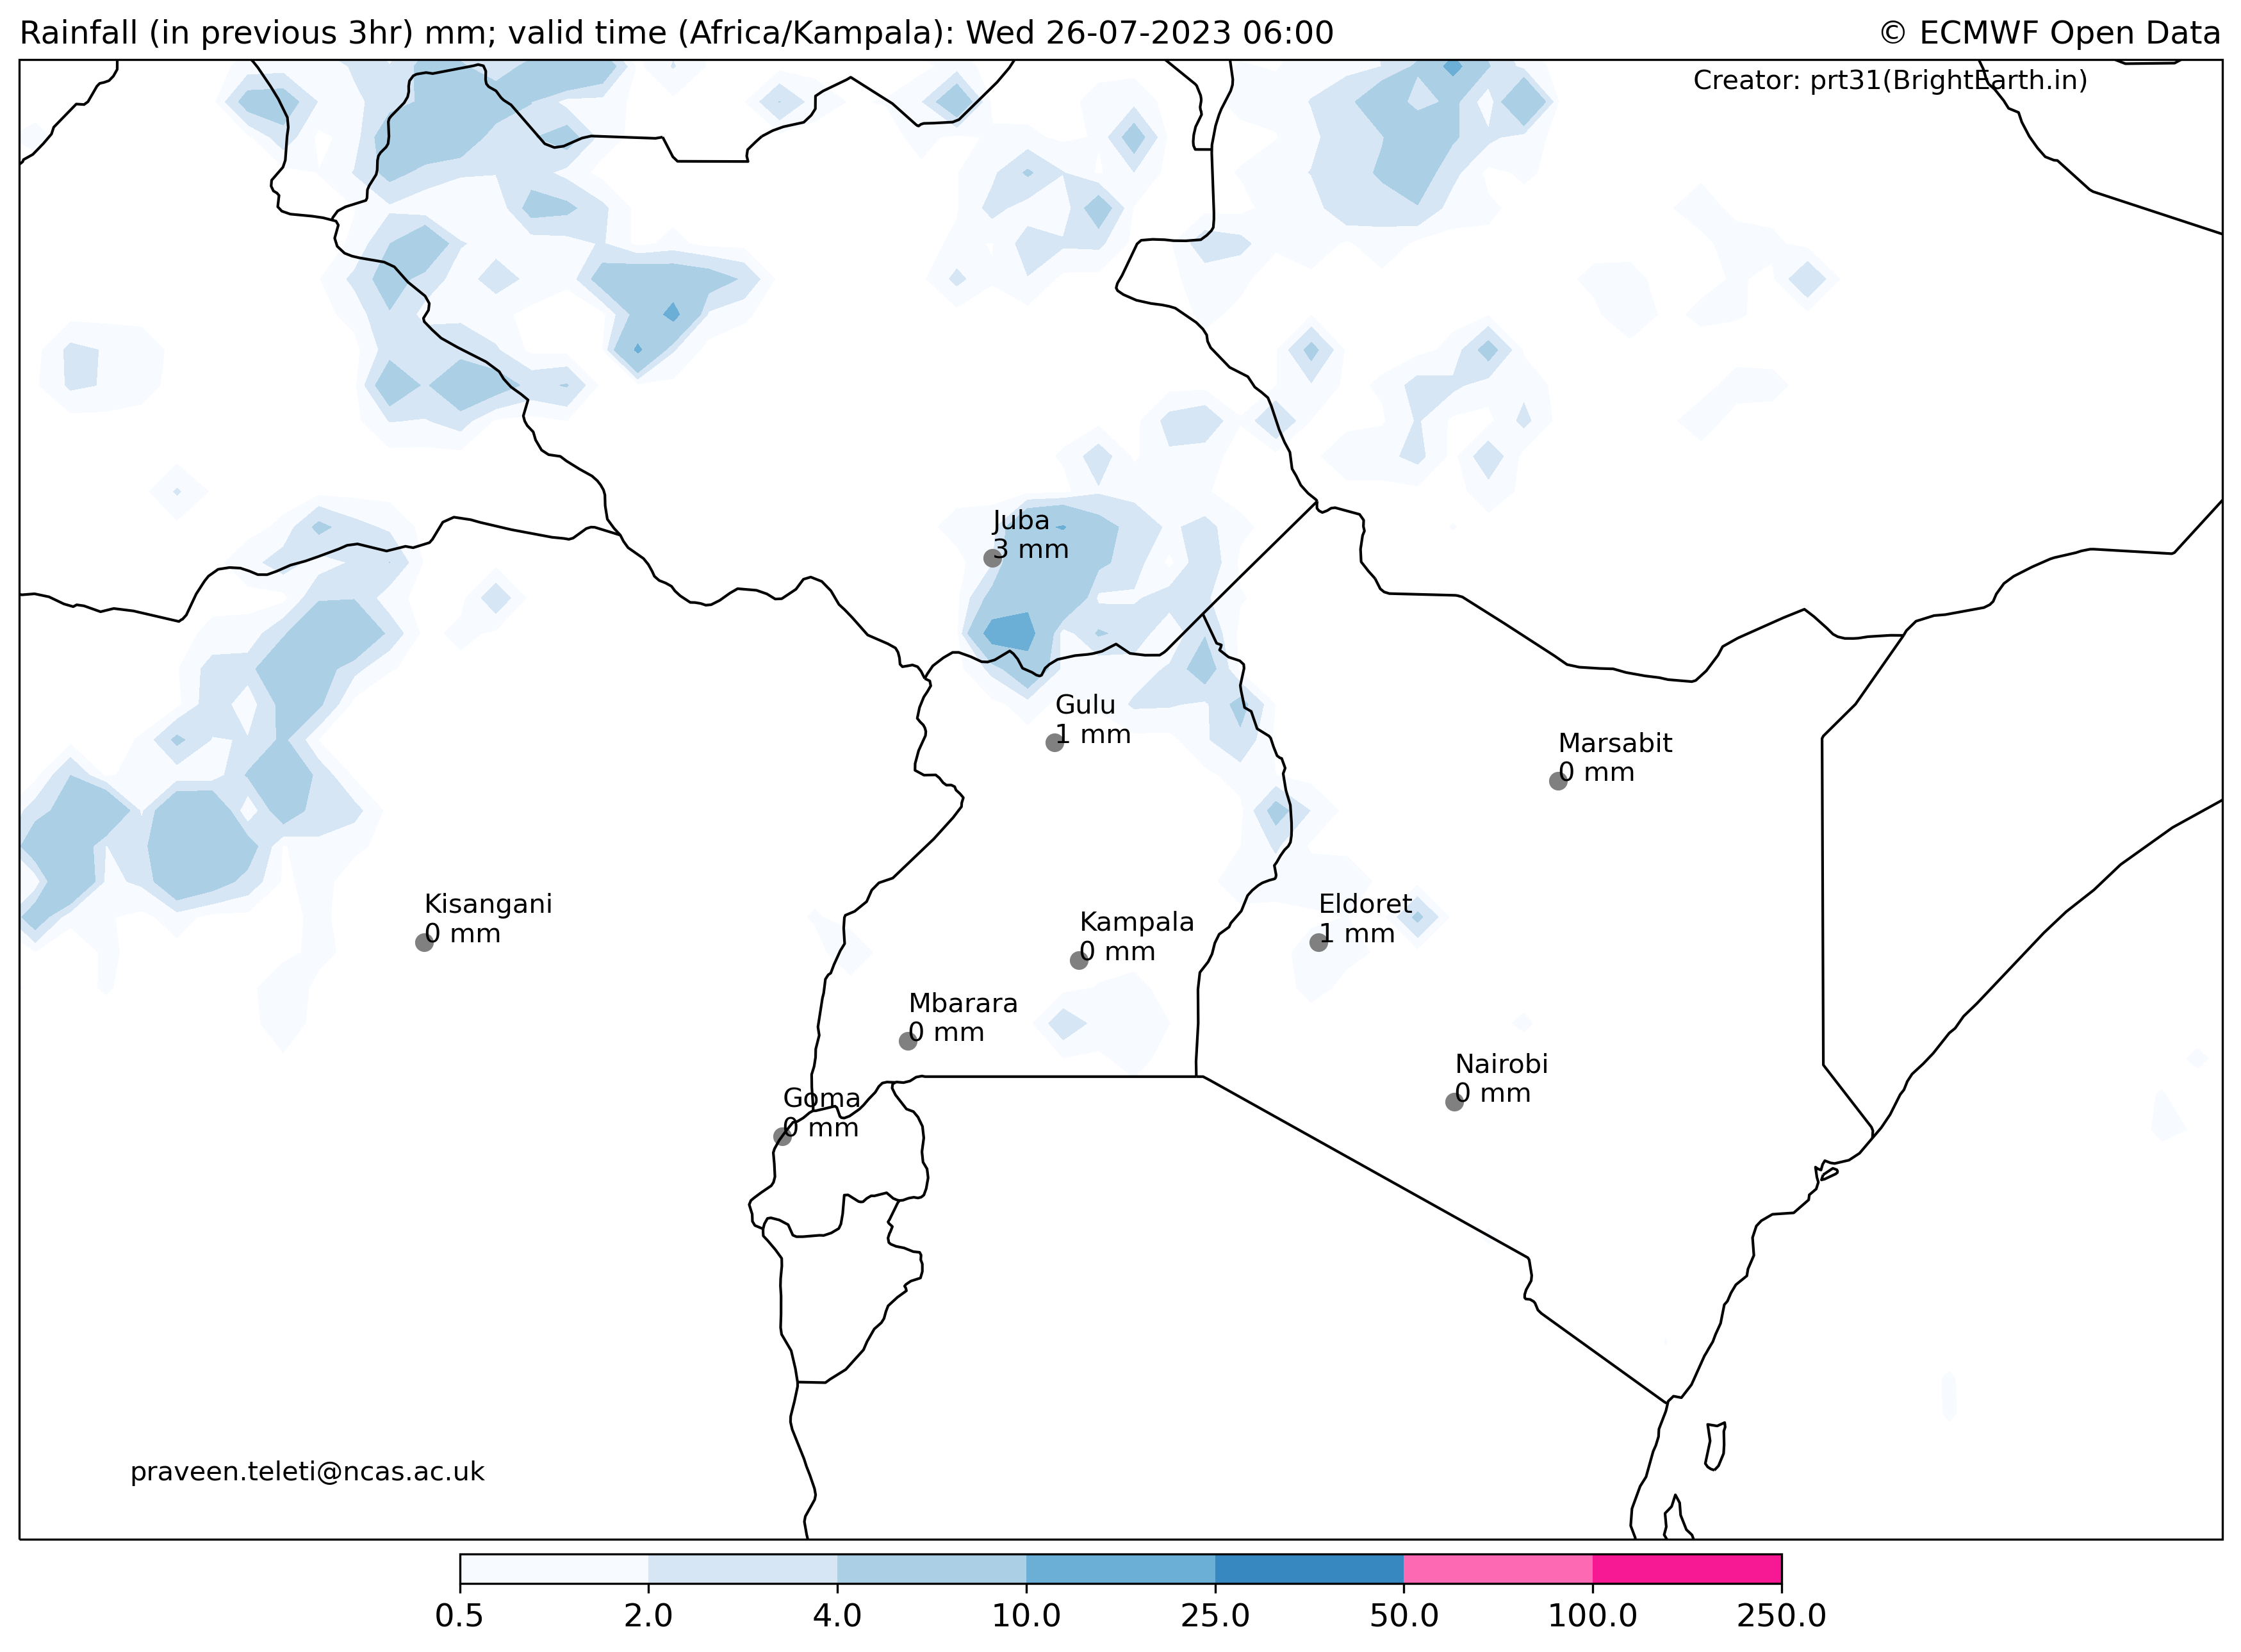 Rainfall (in previous 3hr) mm; valid time (Africa/Kampala): Wed 26-07-2023 06:00
© ECMWF Open Data
Creator: prt31(BrightEarth.in)
Juba
3 mm
Gulu
1 mm
Marsabit
0 mm
Kisangani
0 mm
Kampala
0 mm
Eldoret
1 mm
Mbarara
0 mm
Nairobi
0 mm
Goma
0 mm
praveen.teleti@ncas.ac.uk
0.5 2.0 4.0 10.0 25.0 50.0 100.0 250.0